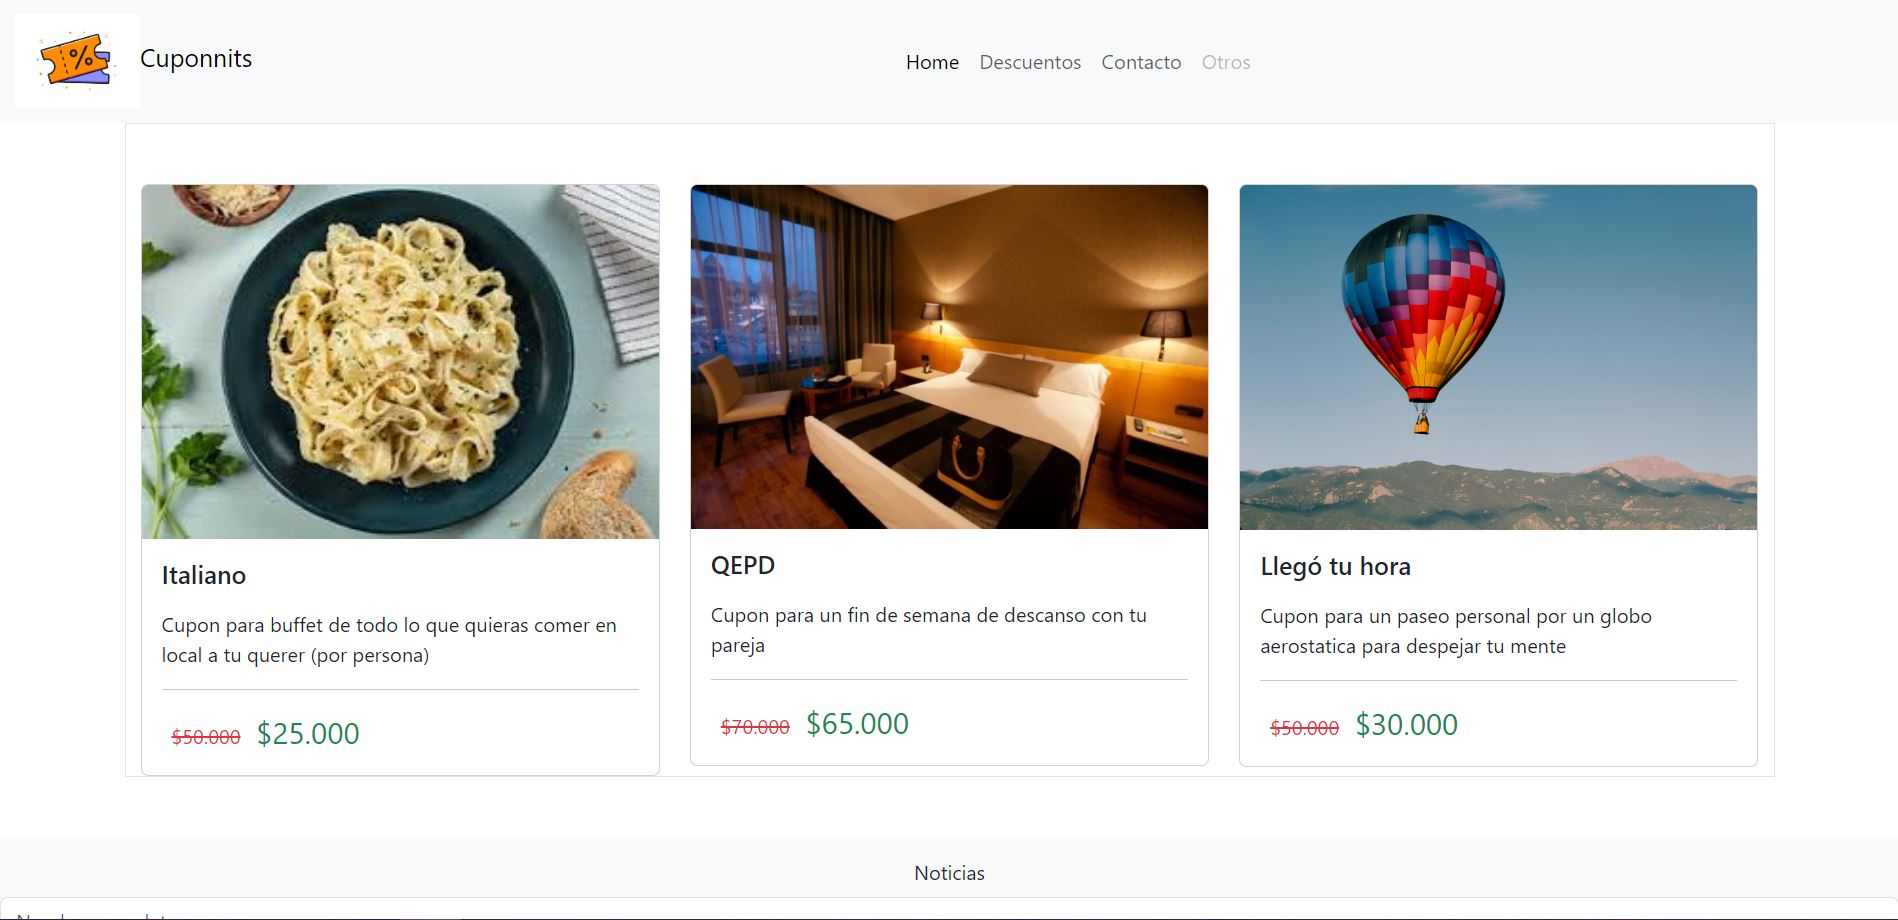 %
Cuponnits
Home Descuentos Contacto Otros
Italiano
Cupon para buffet de todo lo que quieras comer en
local a tu querer (por persona)
$50.000 $25.000
QEPD
Cupon para un fin de semana de descanso con tu
pareja
$70.000 $65.000
Llegó tu hora
Cupon para un paseo personal por un globo
aerostatica para despejar tu mente
$50.000 $30.000
Noticias